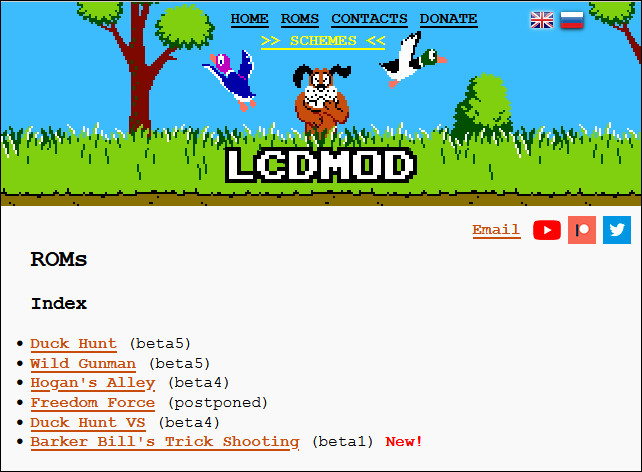 HOME ROMS CONTACTS DONATE
>> SCHEMES <<
LCDMOD
Email
ROMs
Index
Duck Hunt (beta5)
Wild Gunman (beta5)
Hogan's Alley (beta4)
Freedom Force (postponed)
Duck Hunt VS (beta4)
Barker Bill's Trick Shooting (beta1) New!